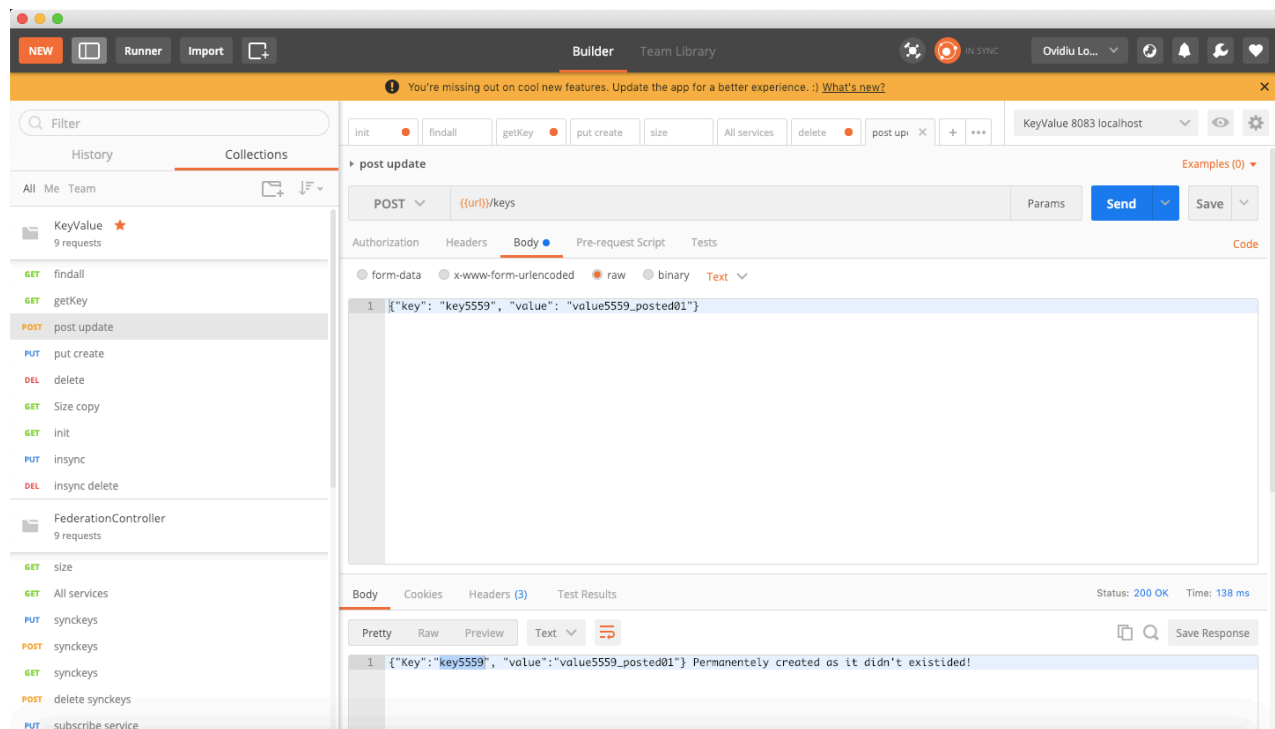 NEW Runner Import Builder Team Library IN SYNC Ovidiu Lo...
You're missing out on cool new features. Update the app for a better experience. :) What's new?
Filter
History Collections
All Me Team
KeyValue
9 requests
GET findall
GET getKey
POST post update
PUT put create
DEL delete
GET Size copy
GET init
PUT insync
DEL insync delete
FederationController
9 requests
GET size
GET All services
PUT synckeys
POST synckeys
GET synckeys
POST delete synckeys
PUT subscribe service
init findall getKey put create size All services delete post up
KeyValue 8083 localhost
post update Examples (0)
POST {{url}}/keys Params Send Save
Authorization Headers Body Pre-request Script Tests Code
form-data x-www-form-urlencoded raw binary Text
1 {"key": "key5559", "value": "value5559_posted01"}
Body Cookies Headers (3) Test Results Status: 200 OK Time: 138 ms
Pretty Raw Preview Text Save Response
1 {"Key":"key5559", "value":"value5559_posted01"} Permanentely created as it didn't existided!